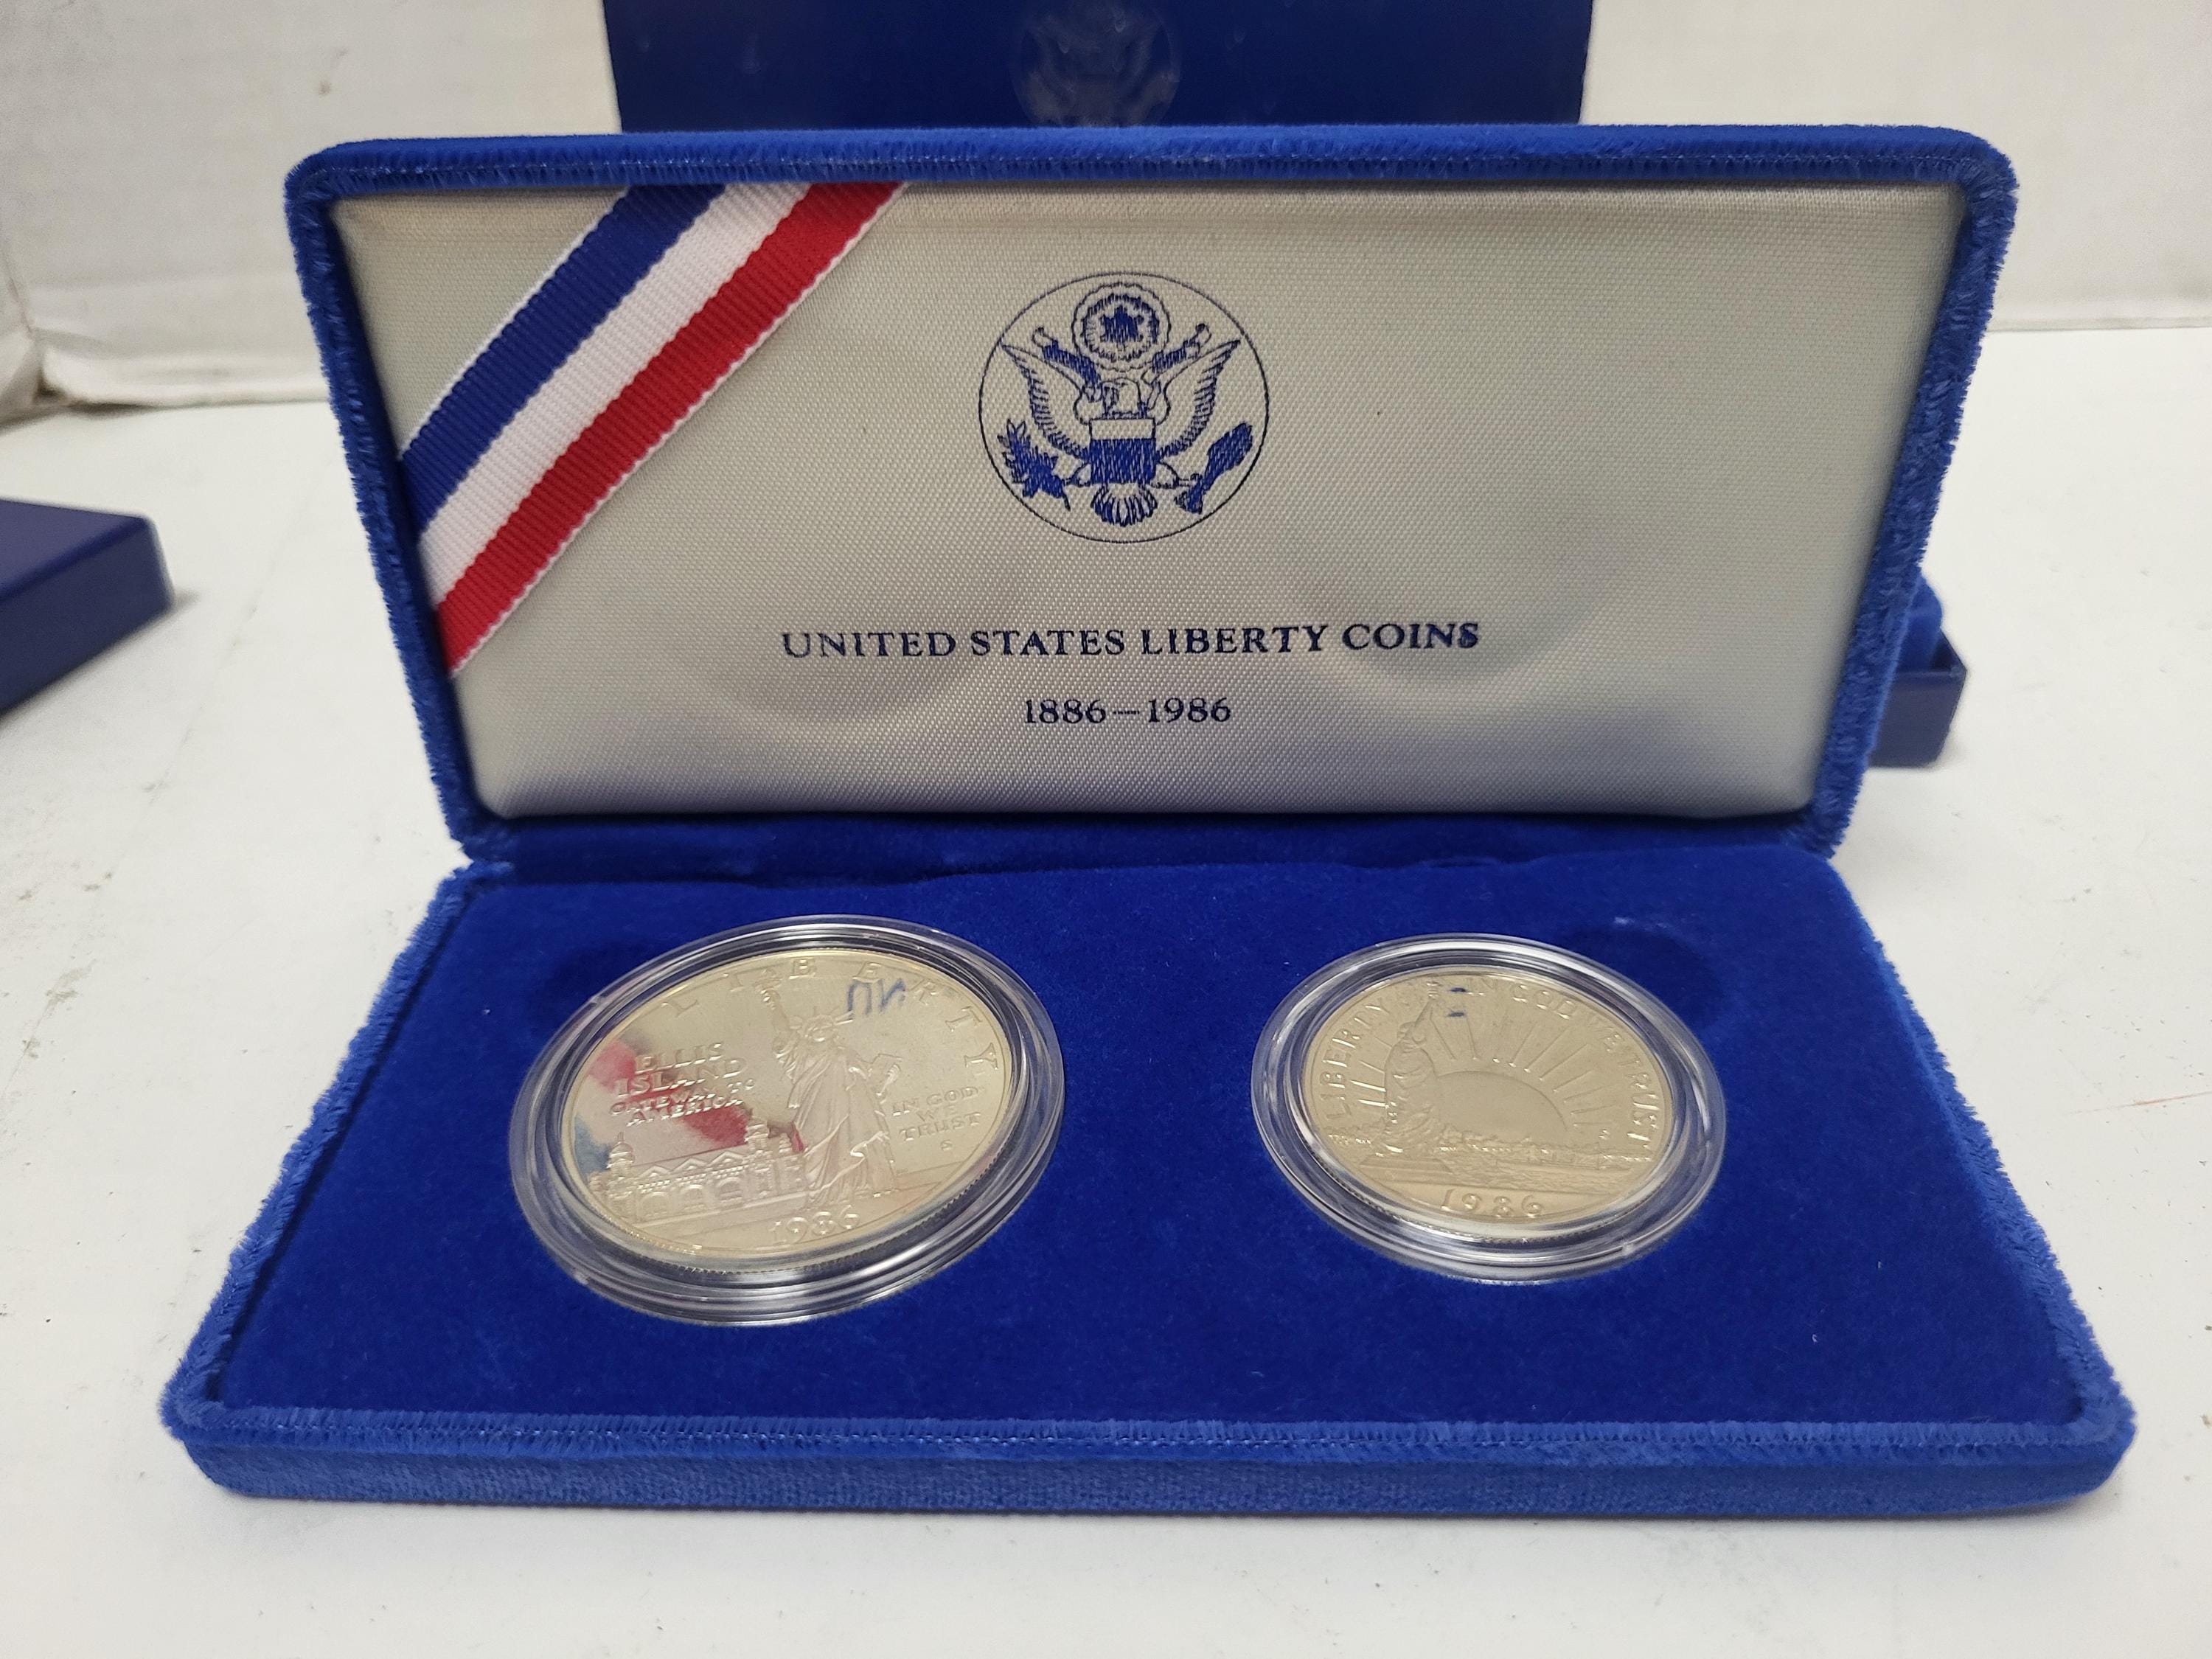 UNITED STATES LIBERTY COINS
1886–1986
LIBERTY
ELLIS
ISLAND
GATEWAY TO
AMERICA
IN GOD
WE
TRUST
S
1986
LIBERTY
IN GOD WE TRUST
1986